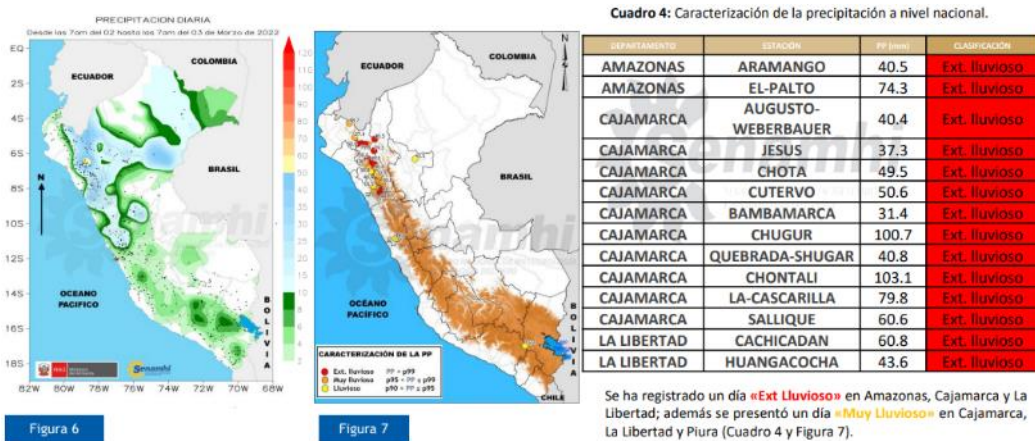 PRECIPITACION DIARIA
Desde las 7am del 02 hasta las 7am del 03 de Marzo de 2022
EQ
2S
4S
6S
8S
10S
12S
14S
16S
18S
82W 80W 78W 76W 74W 72W 70W 68W
ECUADOR
COLOMBIA
BRASIL
N
OCEANO
PACIFICO
BOLIVIA
PERÚ
Senamhi
120
100
90
80
70
60
50
40
30
20
15
10
8
6
4
2
Figura 6
ECUADOR
COLOMBIA
N
BRASIL
OCÉANO
PACÍFICO
BOLIVIA
CHILE
CARACTERIZACIÓN DE LA PP
Ext. lluvioso PP > p99
Muy lluvioso p95 < PP ≤ p99
Lluvioso p90 < PP ≤ p95
Figura 7
Senamhi
Cuadro 4: Caracterización de la precipitación a nivel nacional.
DEPARTAMENTO ESTACIÓN PP (mm) CLASIFICACIÓN
AMAZONAS ARAMANGO 40.5 Ext. lluvioso
AMAZONAS EL-PALTO 74.3 Ext. lluvioso
CAJAMARCA AUGUSTO-WEBERBAUER 40.4 Ext. lluvioso
CAJAMARCA JESUS 37.3 Ext. lluvioso
CAJAMARCA CHOTA 49.5 Ext. lluvioso
CAJAMARCA CUTERVO 50.6 Ext. lluvioso
CAJAMARCA BAMBAMARCA 31.4 Ext. lluvioso
CAJAMARCA CHUGUR 100.7 Ext. lluvioso
CAJAMARCA QUEBRADA-SHUGAR 40.8 Ext. lluvioso
CAJAMARCA CHONTALI 103.1 Ext. lluvioso
CAJAMARCA LA-CASCARILLA 79.8 Ext. lluvioso
CAJAMARCA SALLIQUE 60.6 Ext. lluvioso
LA LIBERTAD CACHICADAN 60.8 Ext. lluvioso
LA LIBERTAD HUANGACOCHA 43.6 Ext. lluvioso
Se ha registrado un día «Ext Lluvioso» en Amazonas, Cajamarca y La
Libertad; además se presentó un día «Muy Lluvioso» en Cajamarca,
La Libertad y Piura (Cuadro 4 y Figura 7).